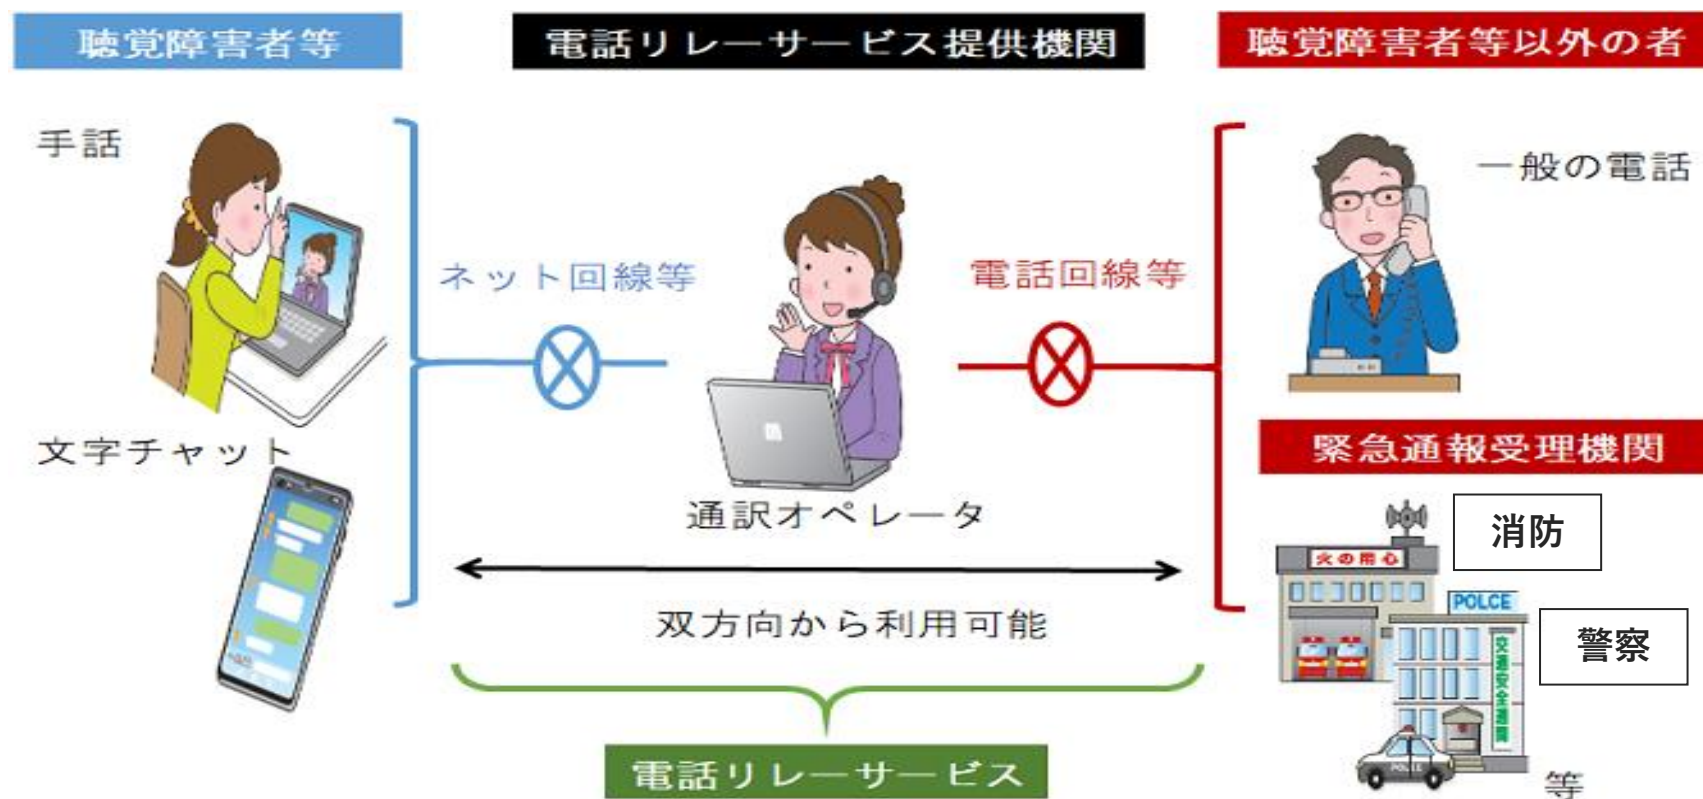 聴覚障害者等
電話リレーサービス提供機関
聴覚障害者等以外の者
手話
一般の電話
ネット回線等
電話回線等
文字チャット
緊急通報受理機関
通訳オペレータ
消防
火の用心
双方向から利用可能
POLCE
警察
交通安全週間
電話リレーサービス
POLICE
等